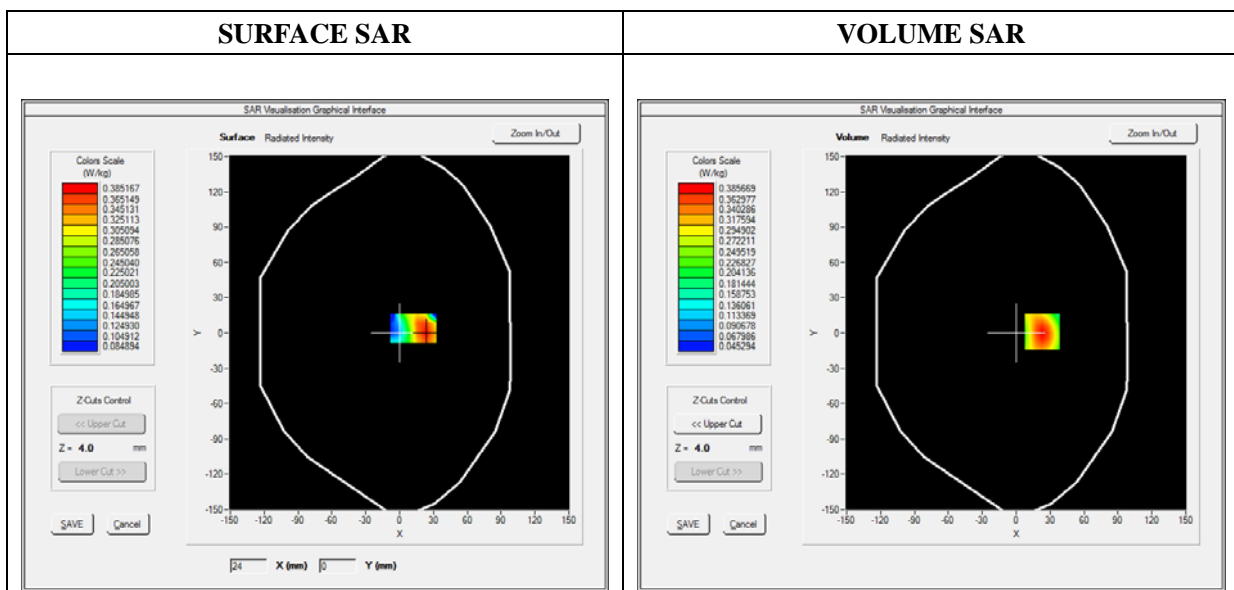 SURFACE SAR
SAR Visualisation Graphical Interface
Surface Radiated Intensity
Zoom In/Out
Colors Scale
(W/kg)
0.385167
0.365149
0.345131
0.325113
0.305094
0.285076
0.265058
0.245040
0.225021
0.205003
0.184985
0.164967
0.144948
0.124930
0.104912
0.084894
Z-Cuts Control
<< Upper Cut
Z = 4.0 mm
Lower Cut >>
SAVE Cancel
150
120
90
60
30
0
-30
-60
-90
-120
-150
Y
-150 -120 -90 -60 -30 0 30 60 90 120 150
X
24 X (mm) 0 Y (mm)
VOLUME SAR
SAR Visualisation Graphical Interface
Volume Radiated Intensity
Zoom In/Out
Colors Scale
(W/kg)
0.385669
0.362977
0.340286
0.317594
0.294902
0.272211
0.249519
0.226827
0.204136
0.181444
0.158753
0.136061
0.113369
0.090678
0.067986
0.045294
Z-Cuts Control
<< Upper Cut
Z = 4.0 mm
Lower Cut >>
SAVE Cancel
150
120
90
60
30
0
-30
-60
-90
-120
-150
Y
-150 -120 -90 -60 -30 0 30 60 90 120 150
X